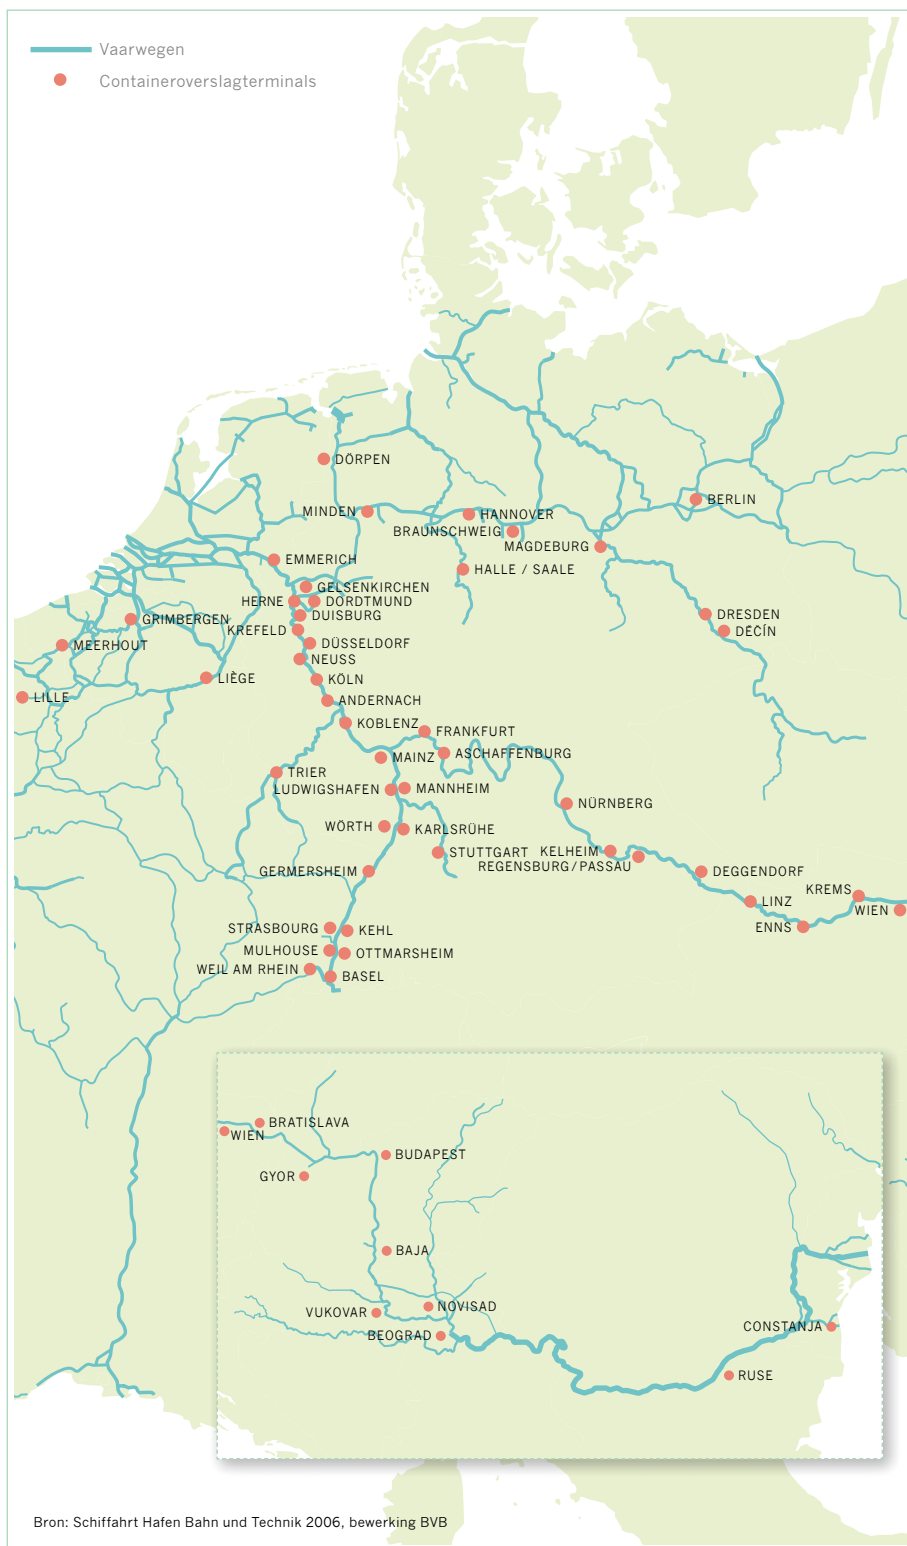 Vaarwegen
Containeroverslagterminals
DÖRPEN
BERLIN
MINDEN
HANNOVER
BRAUNSCHWEIG
MAGDEBURG
EMMERICH
HALLE / SAALE
GELSENKIRCHEN
HERNE
DORDTMUND
DUISBURG
DRESDEN
GRIMBERGEN
KREFELD
DĚCÍN
MEERHOUT
DÜSSELDORF
NEUSS
LIÈGE
KÖLN
LILLE
ANDERNACH
KOBLENZ
FRANKFURT
MAINZ
ASCHAFFENBURG
TRIER
LUDWIGSHAFEN
MANNHEIM
NÜRNBERG
WÖRTH
KARLSRÜHE
STUTTGART
KELHEIM
REGENSBURG/PASSAU
GERMERSHEIM
DEGGENDORF
KREMS
LINZ
WIEN
ENNS
STRASBOURG
KEHL
MULHOUSE
OTTMARSHEIM
WEIL AM RHEIN
BASEL
BRATISLAVA
WIEN
BUDAPEST
GYOR
BAJA
VUKOVAR
NOVISAD
BEOGRAD
CONSTANJA
RUSE
Bron: Schiffahrt Hafen Bahn und Technik 2006, bewerking BVB